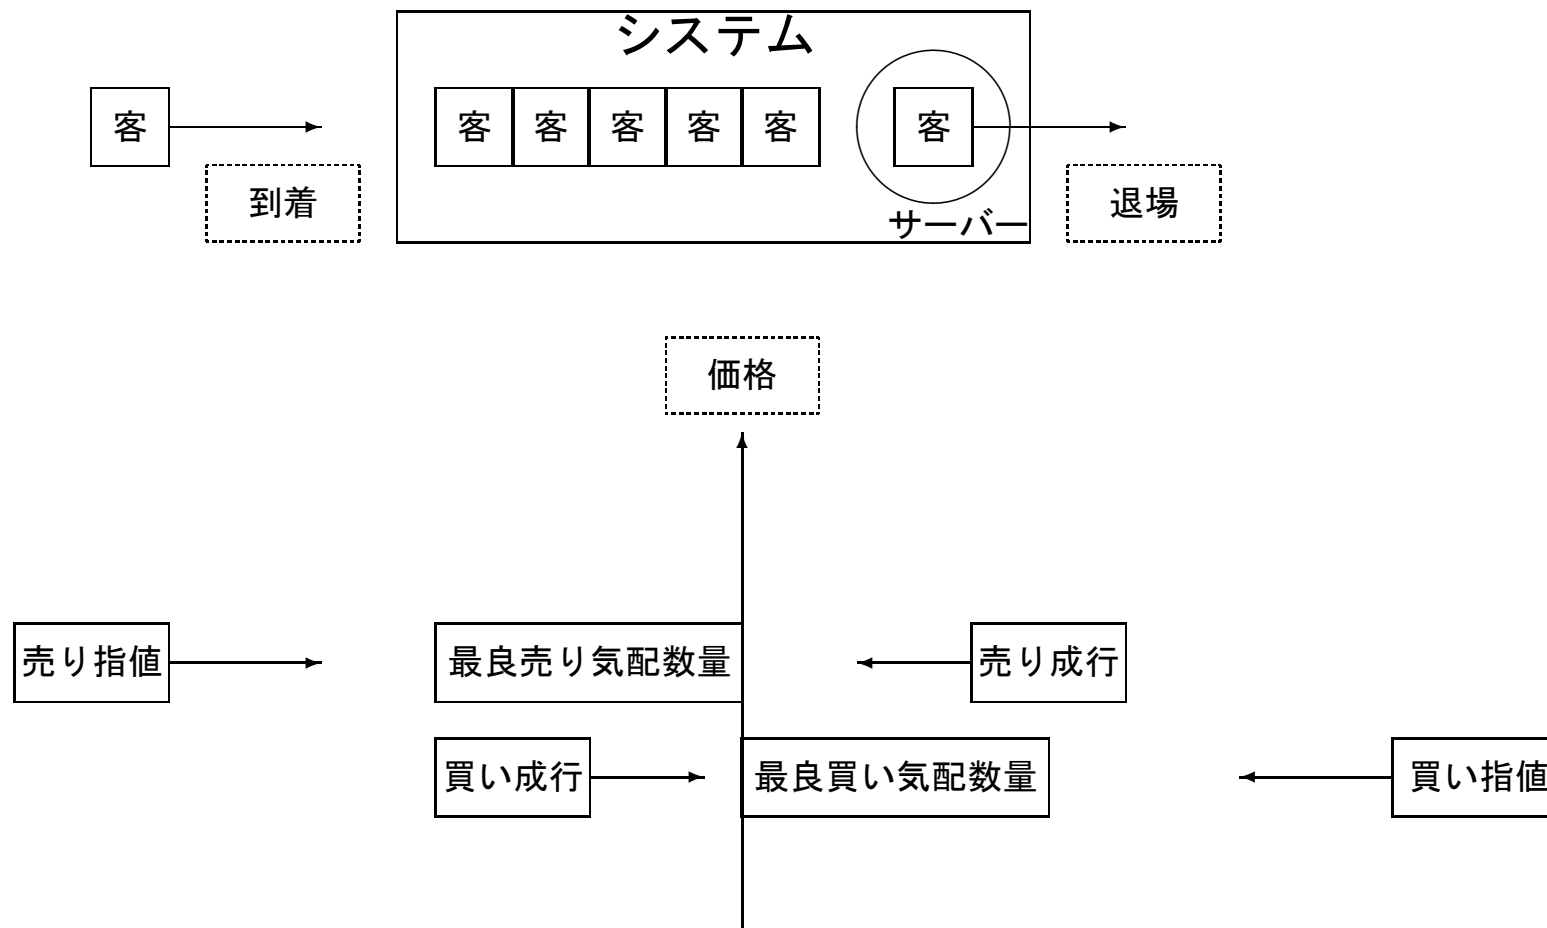 システム
客
客
客
客
客
客
客
到着
サーバー
退場
価格
売り指値
最良売り気配数量
売り成行
買い成行
最良買い気配数量
買い指値